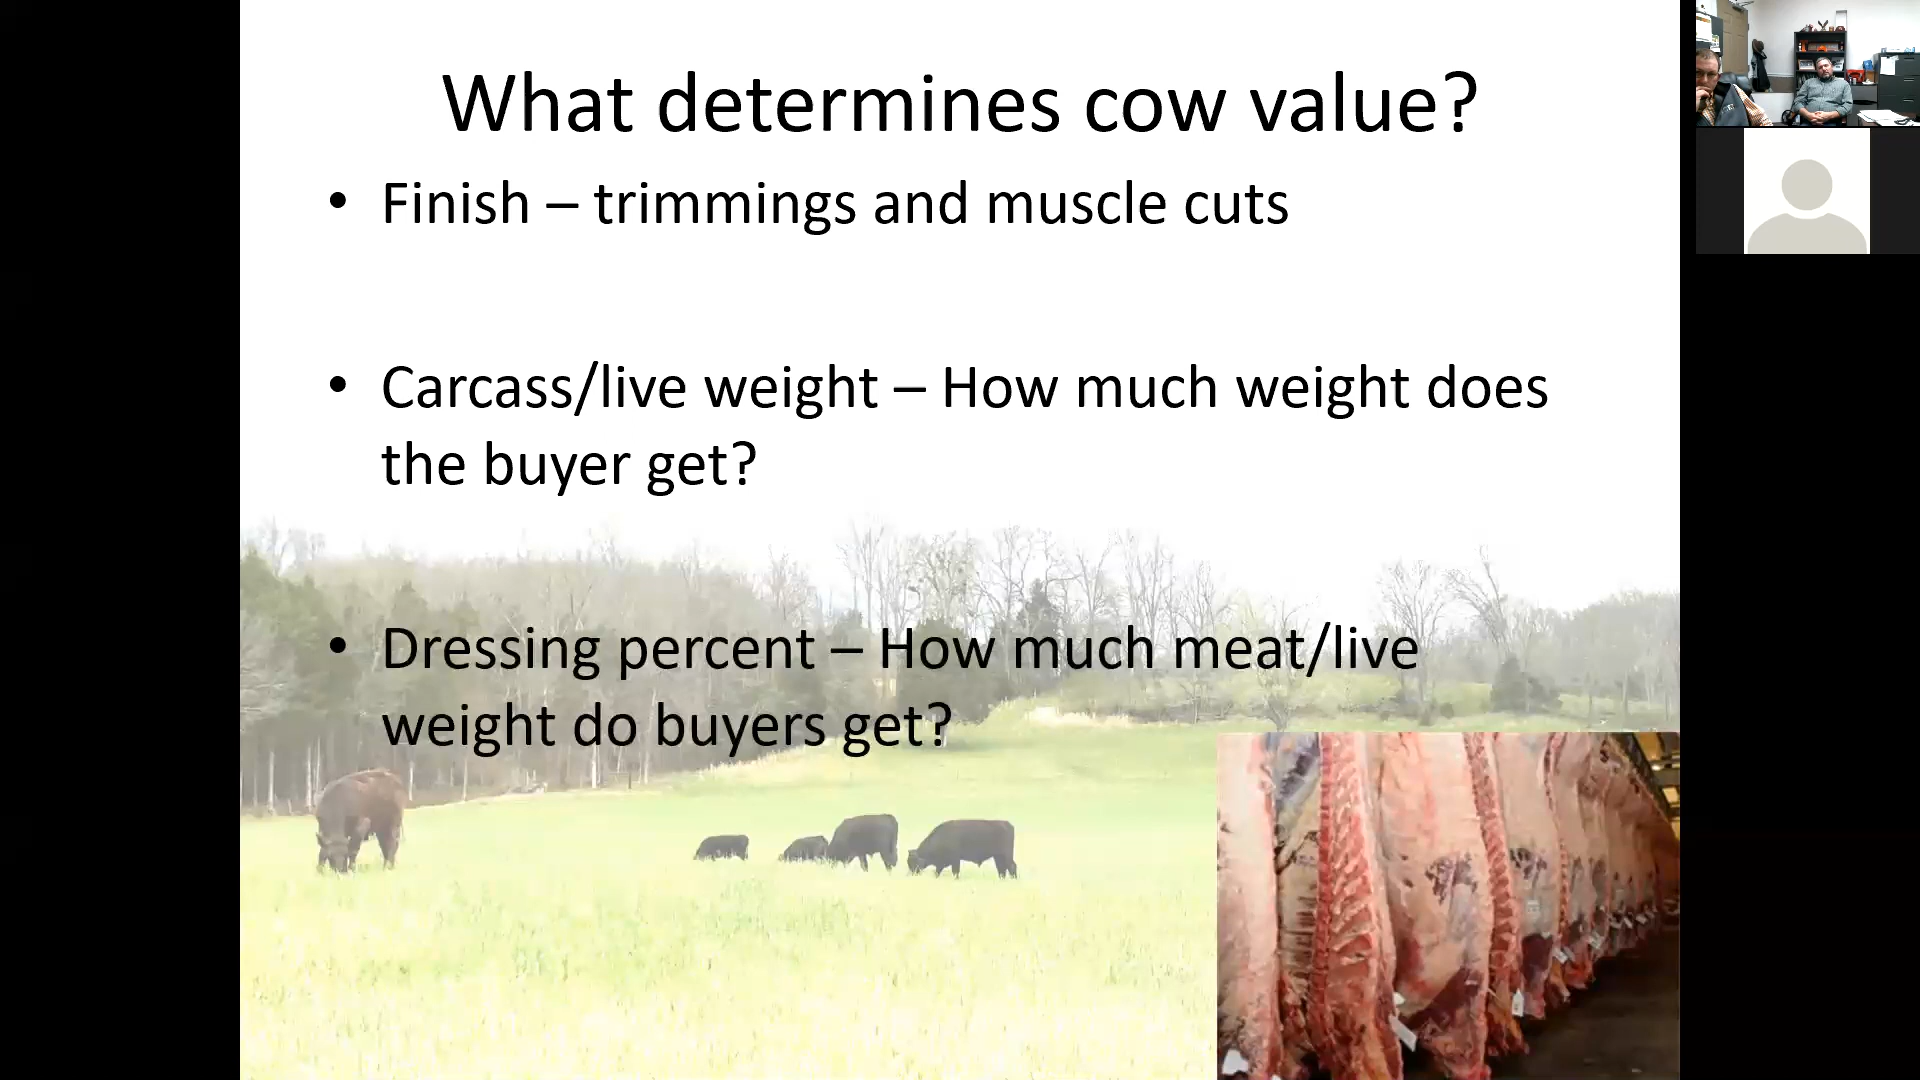 What determines cow value?
• Finish – trimmings and muscle cuts
• Carcass/live weight – How much weight does
the buyer get?
• Dressing percent – How much meat/live
weight do buyers get?